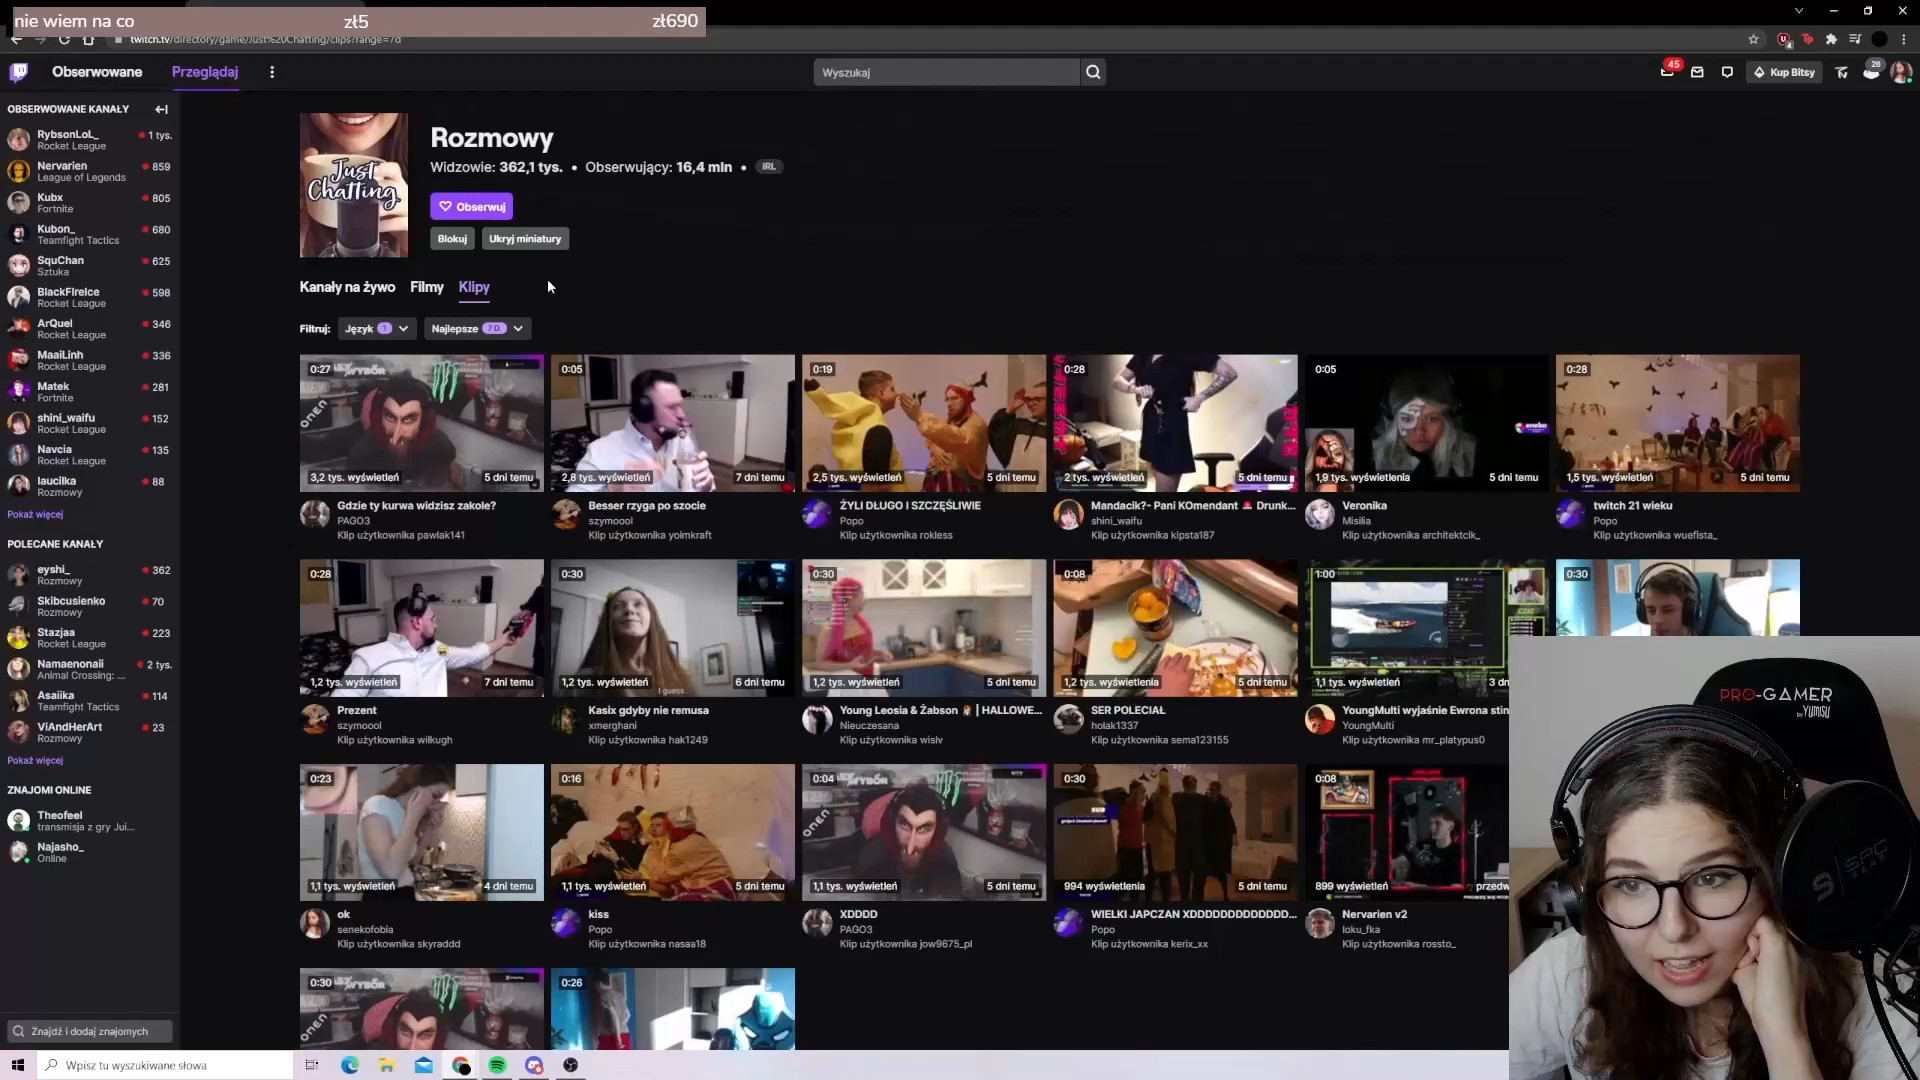 nie wiem na co zł5 zł690
twitch.tv/directory/game/Just%20Chatting/clips?range=7d
Obserwowane Przeglądaj Wyszukaj 45 Kup Bitsy 28
OBSERWOWANE KANAŁY
RybsonLoL_ 1 tys.
Rocket League
Nervarien 859
League of Legends
Kubx 805
Fortnite
Kubon_ 680
Teamfight Tactics
SquChan 625
Sztuka
BlackFIreIce 598
Rocket League
ArQuel 346
Rocket League
MaaiLinh 336
Rocket League
Matek 281
Fortnite
shini_waifu 152
Rocket League
Navcia 135
Rocket League
laucilka 88
Rozmowy
Pokaż więcej
POLECANE KANAŁY
eyshi_ 362
Rozmowy
Skibcusienko 70
Rozmowy
Stazjaa 223
Rocket League
Namaenonaii 2 tys.
Animal Crossing: ...
Asaiika 114
Teamfight Tactics
ViAndHerArt 23
Rozmowy
Pokaż więcej
ZNAJOMI ONLINE
Theofeel
transmisja z gry Jui...
Najasho_
Online
Znajdź i dodaj znajomych
Just
Chatting
Rozmowy
Widzowie: 362,1 tys. • Obserwujący: 16,4 mln • IRL
Obserwuj
Blokuj Ukryj miniatury
Kanały na żywo Filmy Klipy
Filtruj: Język 1 Najlepsze 7 D.
0:27 0:05 0:19 0:28 0:05 0:28
3,2 tys. wyświetleń 5 dni temu 2,8 tys. wyświetleń 7 dni temu 2,5 tys. wyświetleń 5 dni temu 2 tys. wyświetleń 5 dni temu 1,9 tys. wyświetlenia 5 dni temu 1,5 tys. wyświetleń 5 dni temu
Gdzie ty kurwa widzisz zakole? Besser rzyga po szocie ŻYLI DŁUGO I SZCZĘŚLIWIE Mandacik?- Pani KOmendant 🚨 Drunk... Veronika twitch 21 wieku
PAGO3 szymoool Popo shini_waifu Misilia Popo
Klip użytkownika pawlak141 Klip użytkownika yolmkraft Klip użytkownika rokless Klip użytkownika kipsta187 Klip użytkownika architektcik_ Klip użytkownika wuefista_
0:28 0:30 0:30 0:08 1:00 0:30
I guess
1,2 tys. wyświetleń 7 dni temu 1,2 tys. wyświetleń 6 dni temu 1,2 tys. wyświetleń 5 dni temu 1,2 tys. wyświetlenia 5 dni temu 1,1 tys. wyświetleń 3 dn
Prezent Kasix gdyby nie remusa Young Leosia & Żabson | HALLOWE... SER POLECIAŁ YoungMulti wyjaśnie Ewrona stin
szymoool xmerghani Nieuczesana holak1337 YoungMulti
Klip użytkownika wilkugh Klip użytkownika hak1249 Klip użytkownika wislv Klip użytkownika sema123155 Klip użytkownika mr_platypus0
0:23 0:16 0:04 0:30 0:08
1,1 tys. wyświetleń 4 dni temu 1,1 tys. wyświetleń 5 dni temu 1,1 tys. wyświetleń 5 dni temu 994 wyświetlenia 5 dni temu 899 wyświetleń przedw
ok kiss XDDDD WIELKI JAPCZAN XDDDDDDDDDDDDDD... Nervarien v2
senekofobia Popo PAGO3 Popo loku_fka
Klip użytkownika skyraddd Klip użytkownika nasaa18 Klip użytkownika jow9675_pl Klip użytkownika kerix_xx Klip użytkownika rossto_
0:30 0:26
PRO-GAMER
by YUMISU
SPC
GEAR
Wpisz tu wyszukiwane słowa